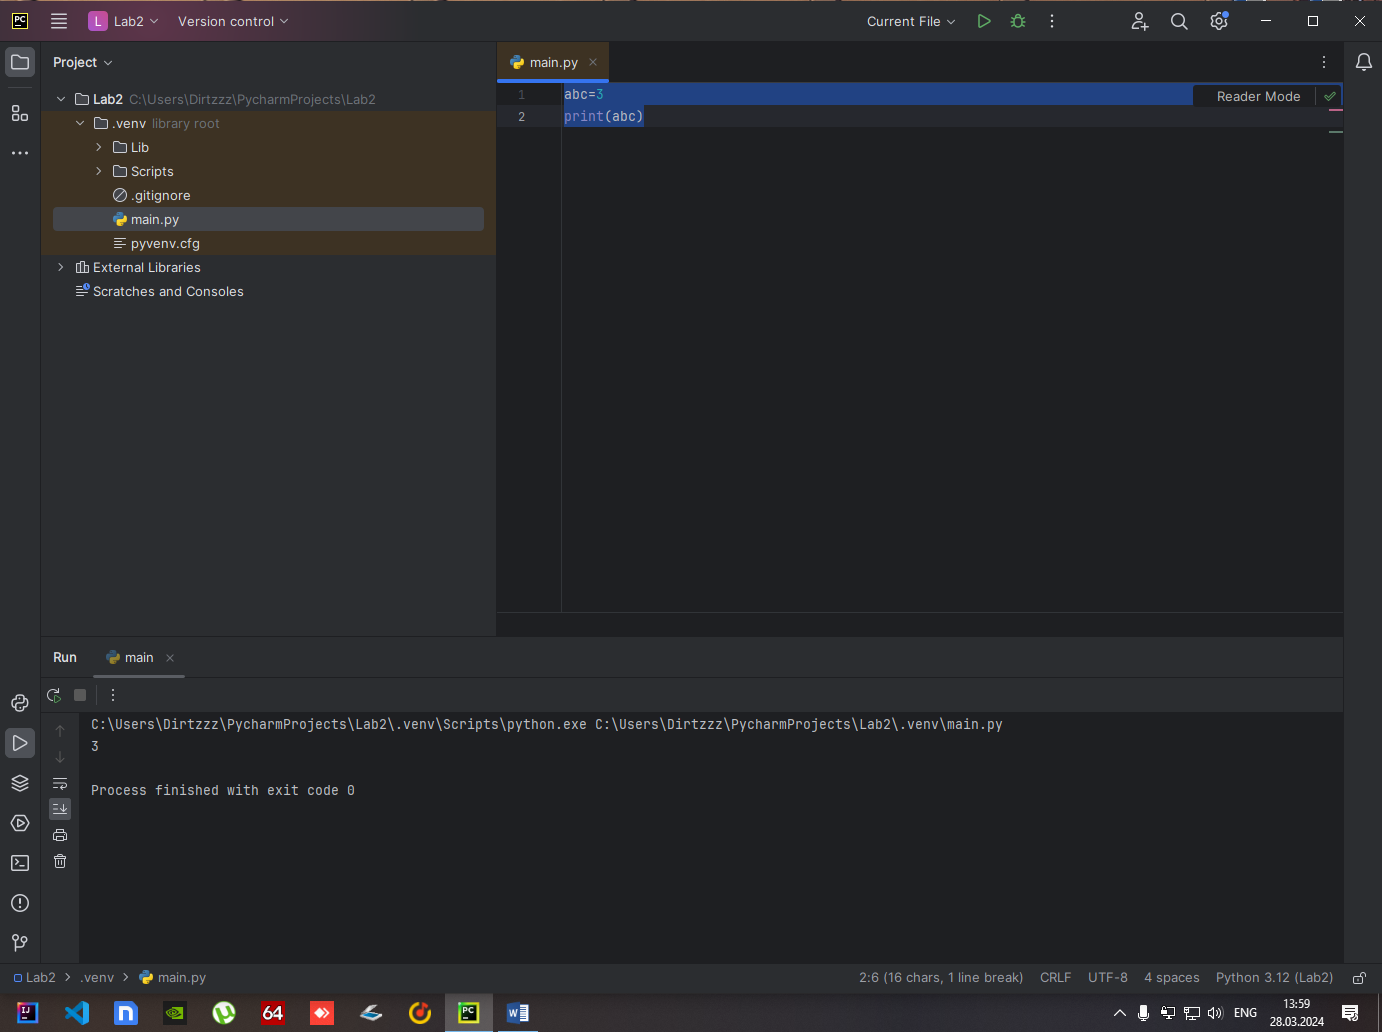 PC
L Lab2 Version control Current File
Project
main.py
Lab2 C:\Users\Dirtzzz\PycharmProjects\Lab2
.venv library root
Lib
Scripts
.gitignore
main.py
pyvenv.cfg
External Libraries
Scratches and Consoles
1 abc=3
2 print(abc)
Reader Mode
Run main
C:\Users\Dirtzzz\PycharmProjects\Lab2\.venv\Scripts\python.exe C:\Users\Dirtzzz\PycharmProjects\Lab2\.venv\main.py
3
Process finished with exit code 0
Lab2 .venv main.py 2:6 (16 chars, 1 line break) CRLF UTF-8 4 spaces Python 3.12 (Lab2)
IJ n 64 PC W ENG 13:59
28.03.2024